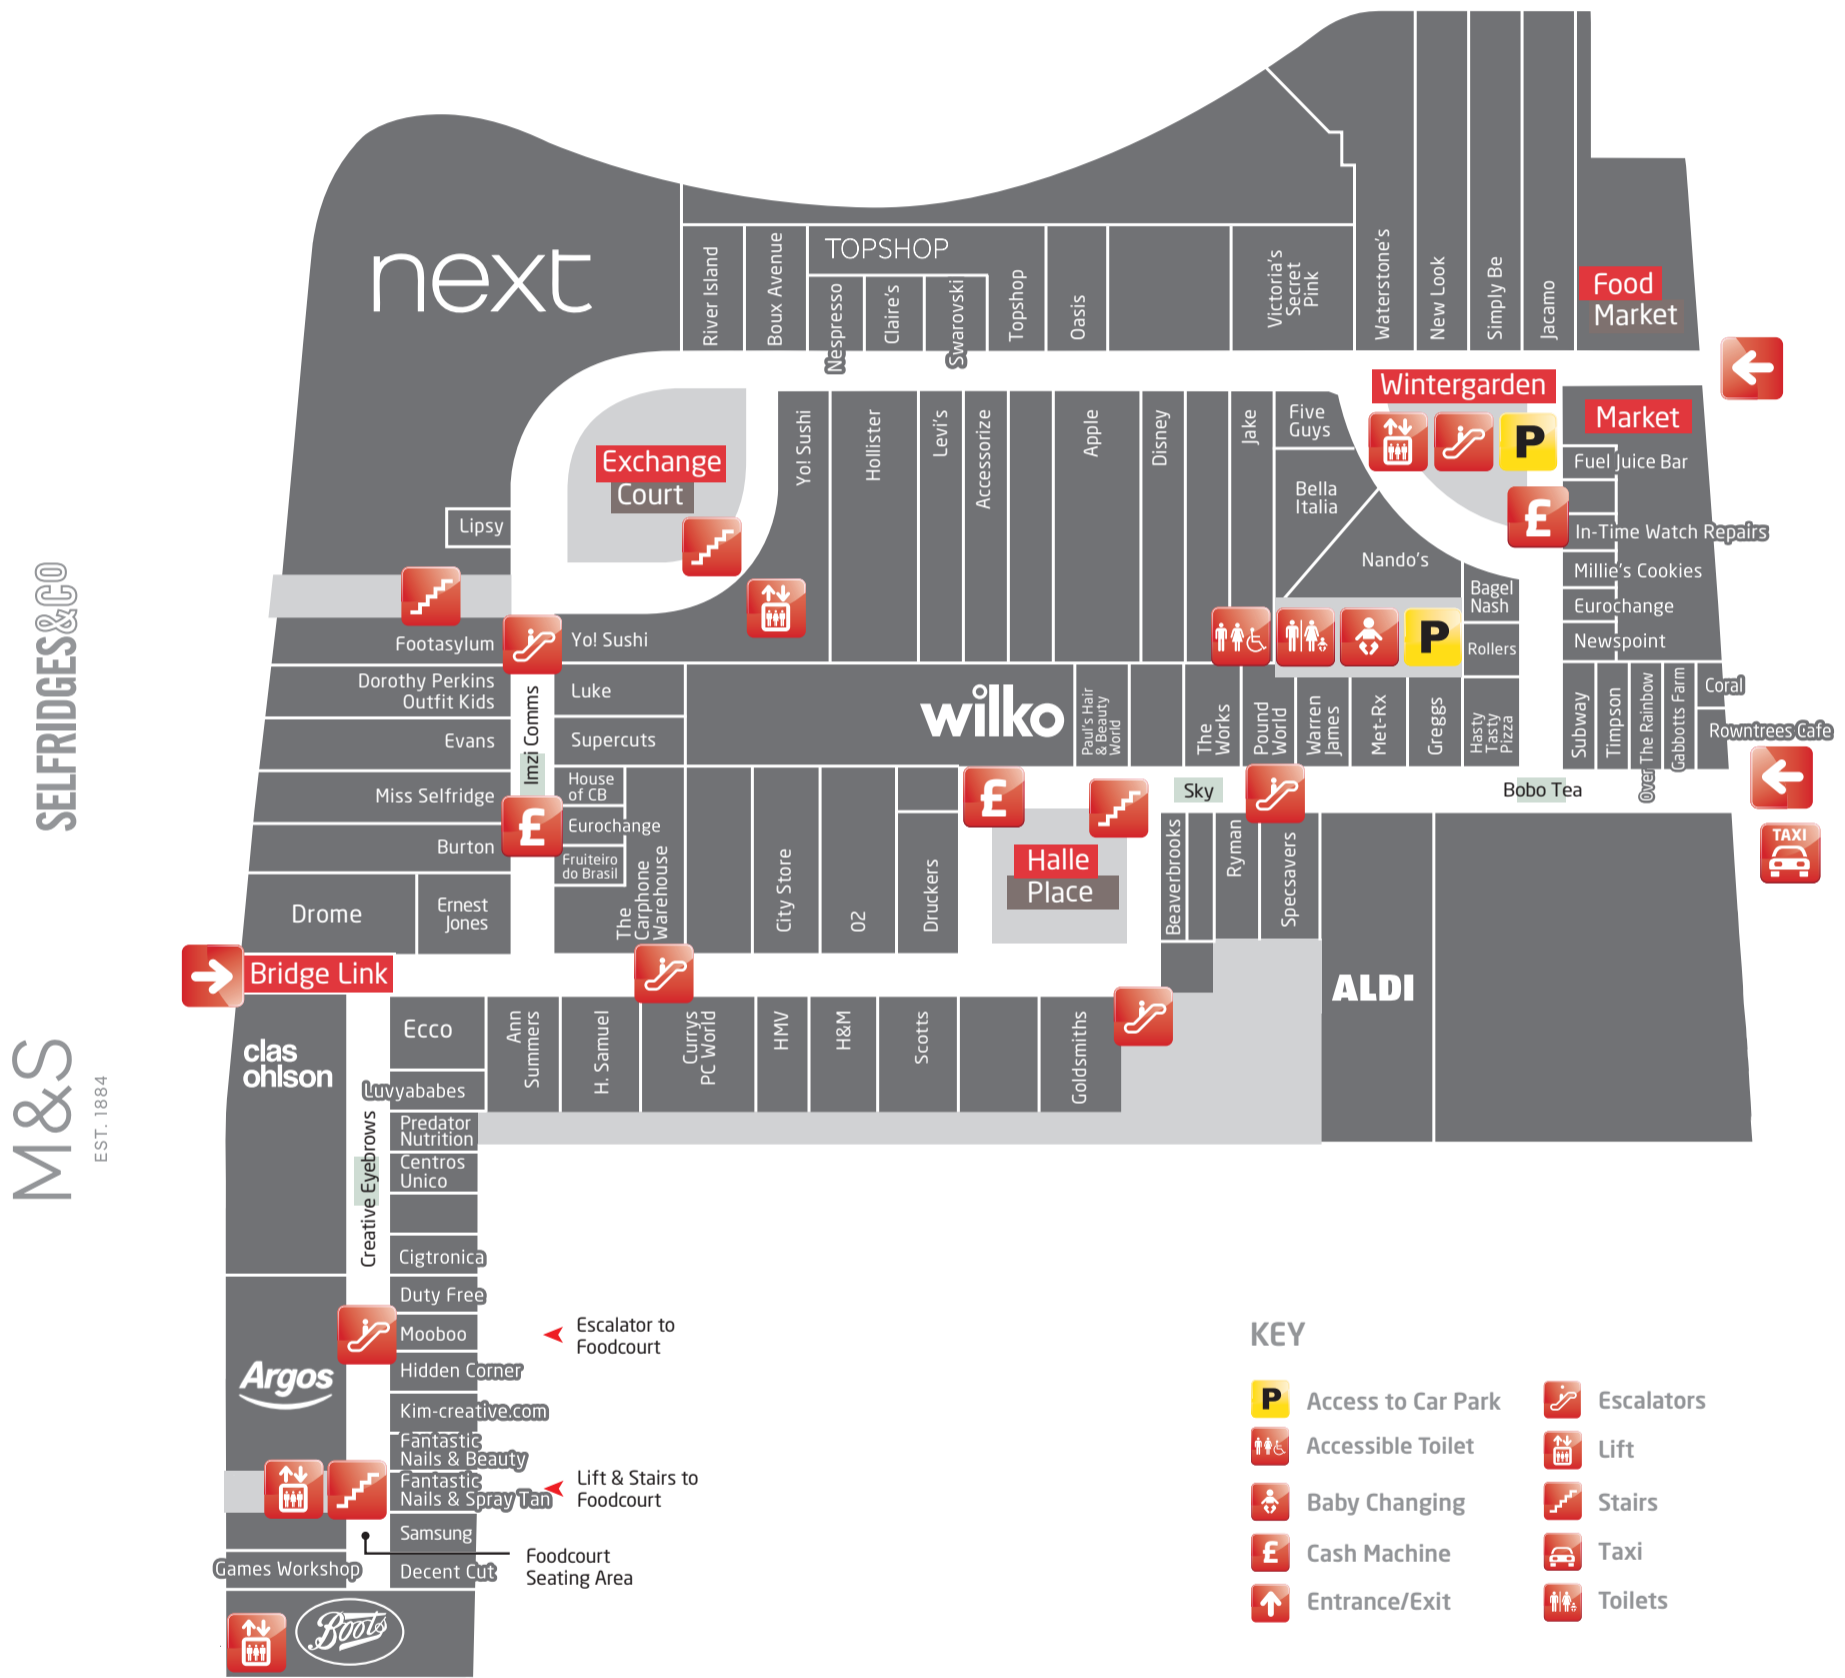 next
River Island
Boux Avenue
TOPSHOP
Nespresso
Claire's
Swarovski
Topshop
Oasis
Victoria's
Secret
Pink
Waterstone's
New Look
Simply Be
Jacamo
Food
Market
Exchange
Court
Lipsy
Yo! Sushi
Hollister
Levi's
Accessorize
Apple
Disney
Jake
Five
Guys
Bella
Italia
Nando's
Wintergarden
P
£
Market
Fuel Juice Bar
In-Time Watch Repairs
Millie's Cookies
Eurochange
Newspoint
Bagel
Nash
Rollers
P
SELFRIDGES&CO
Footasylum
Dorothy Perkins
Outfit Kids
Evans
Miss Selfridge
Burton
Drome
Ernest
Jones
Imzi Comms
£
Yo! Sushi
Luke
Supercuts
House
of CB
Eurochange
Fruiteiro
do Brasil
The
Carphone
Warehouse
wilko
Paul's Hair
& Beauty
World
The
Works
Pound
World
Warren
James
Met-Rx
Greggs
Hasty
Tasty
Pizza
Subway
Timpson
Over The Rainbow
Gabbotts Farm
Coral
Rowntrees Cafe
City Store
O2
Druckers
£
Halle
Place
Sky
Bobo Tea
TAXI
Beaverbrooks
Ryman
Specsavers
ALDI
Bridge Link
M&S
EST. 1884
clas
ohlson
Ecco
Luvyababes
Ann
Summers
H. Samuel
Currys
PC World
HMV
H&M
Scotts
Goldsmiths
Creative Eyebrows
Predator
Nutrition
Centros
Unico
Cigtronica
Duty Free
Mooboo
Hidden Corner
Kim-creative.com
Fantastic
Nails & Beauty
Fantastic
Nails & Spray Tan
Samsung
Decent Cut
Argos
Games Workshop
Boots
Escalator to
Foodcourt
Lift & Stairs to
Foodcourt
Foodcourt
Seating Area
KEY
P Access to Car Park
Accessible Toilet
Baby Changing
£ Cash Machine
Entrance/Exit
Escalators
Lift
Stairs
Taxi
Toilets